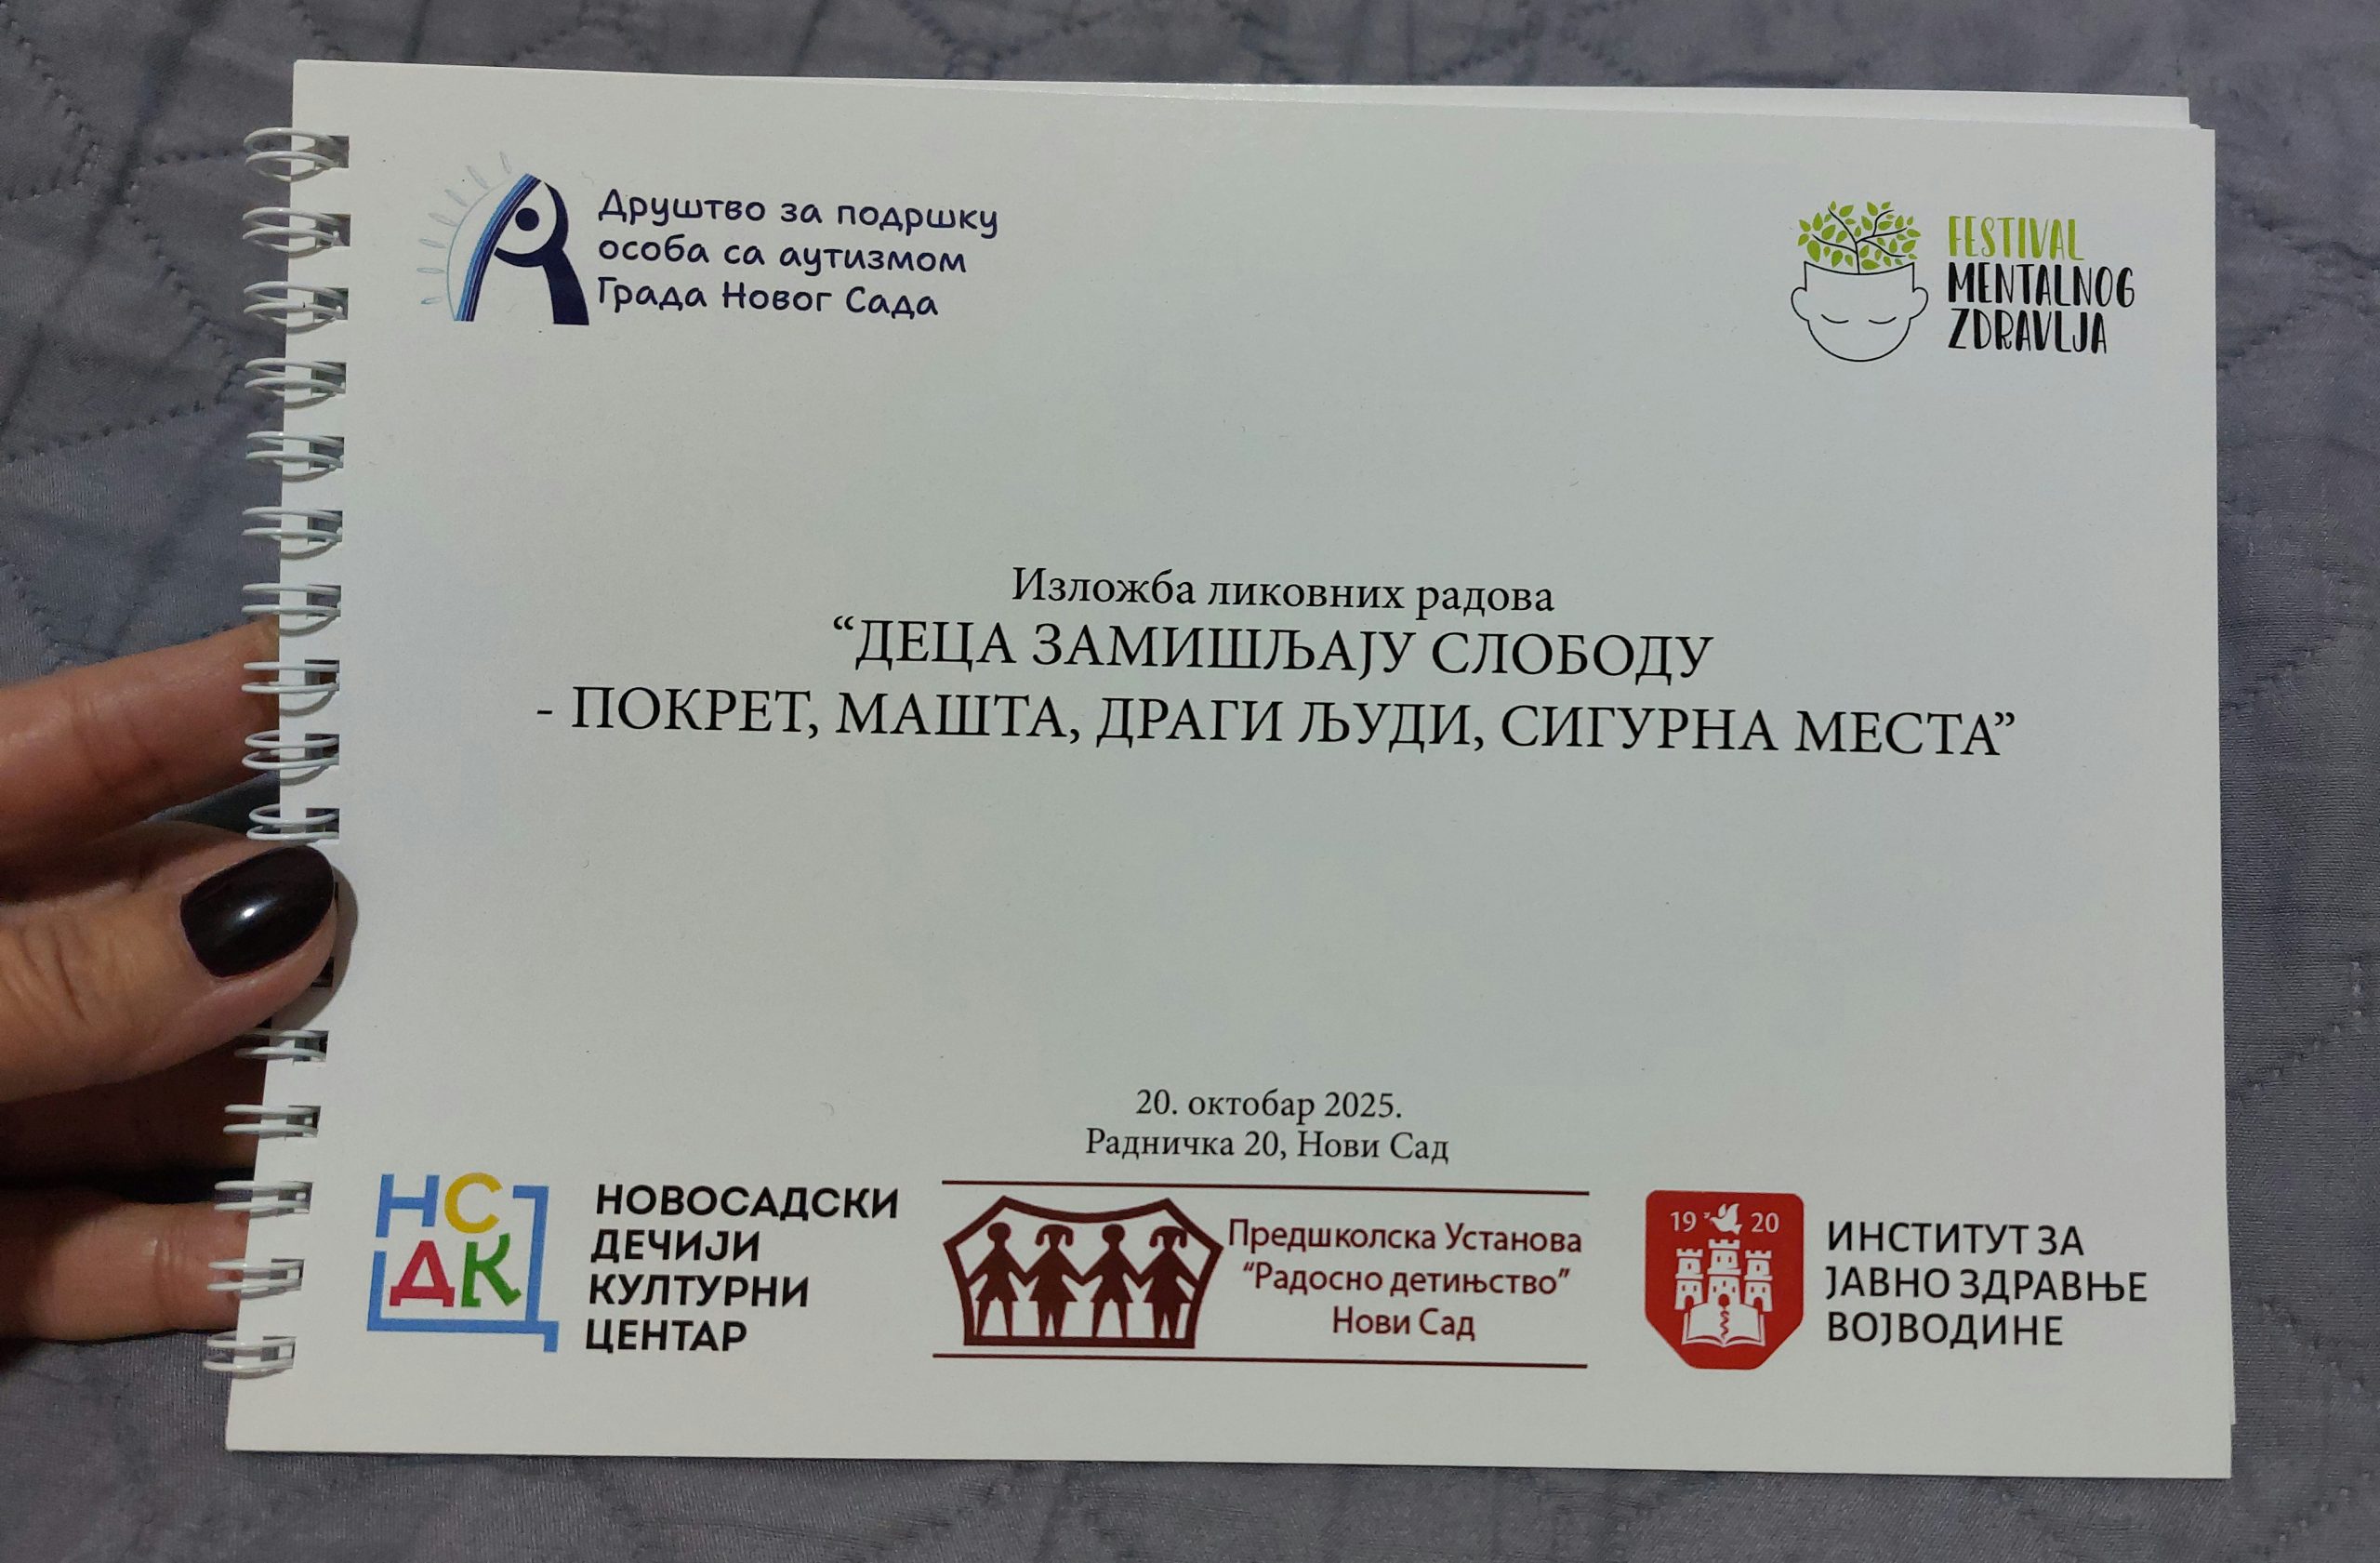 Друштво за подршку
особа са аутизмом
Града Новог Сада
FESTIVAL
MENTALNOG
ZDRAVLJA
Изложба ликовних радова
“ДЕЦА ЗАМИШЉАЈУ СЛОБОДУ
- ПОКРЕТ, МАШТА, ДРАГИ ЉУДИ, СИГУРНА МЕСТА”
20. октобар 2025.
Радничка 20, Нови Сад
НС
ДК
НОВОСАДСКИ
ДЕЧИЈИ
КУЛТУРНИ
ЦЕНТАР
Предшколска Установа
“Радосно детињство”
Нови Сад
19 20
ИНСТИТУТ ЗА
ЈАВНО ЗДРАВЉЕ
ВОЈВОДИНЕ